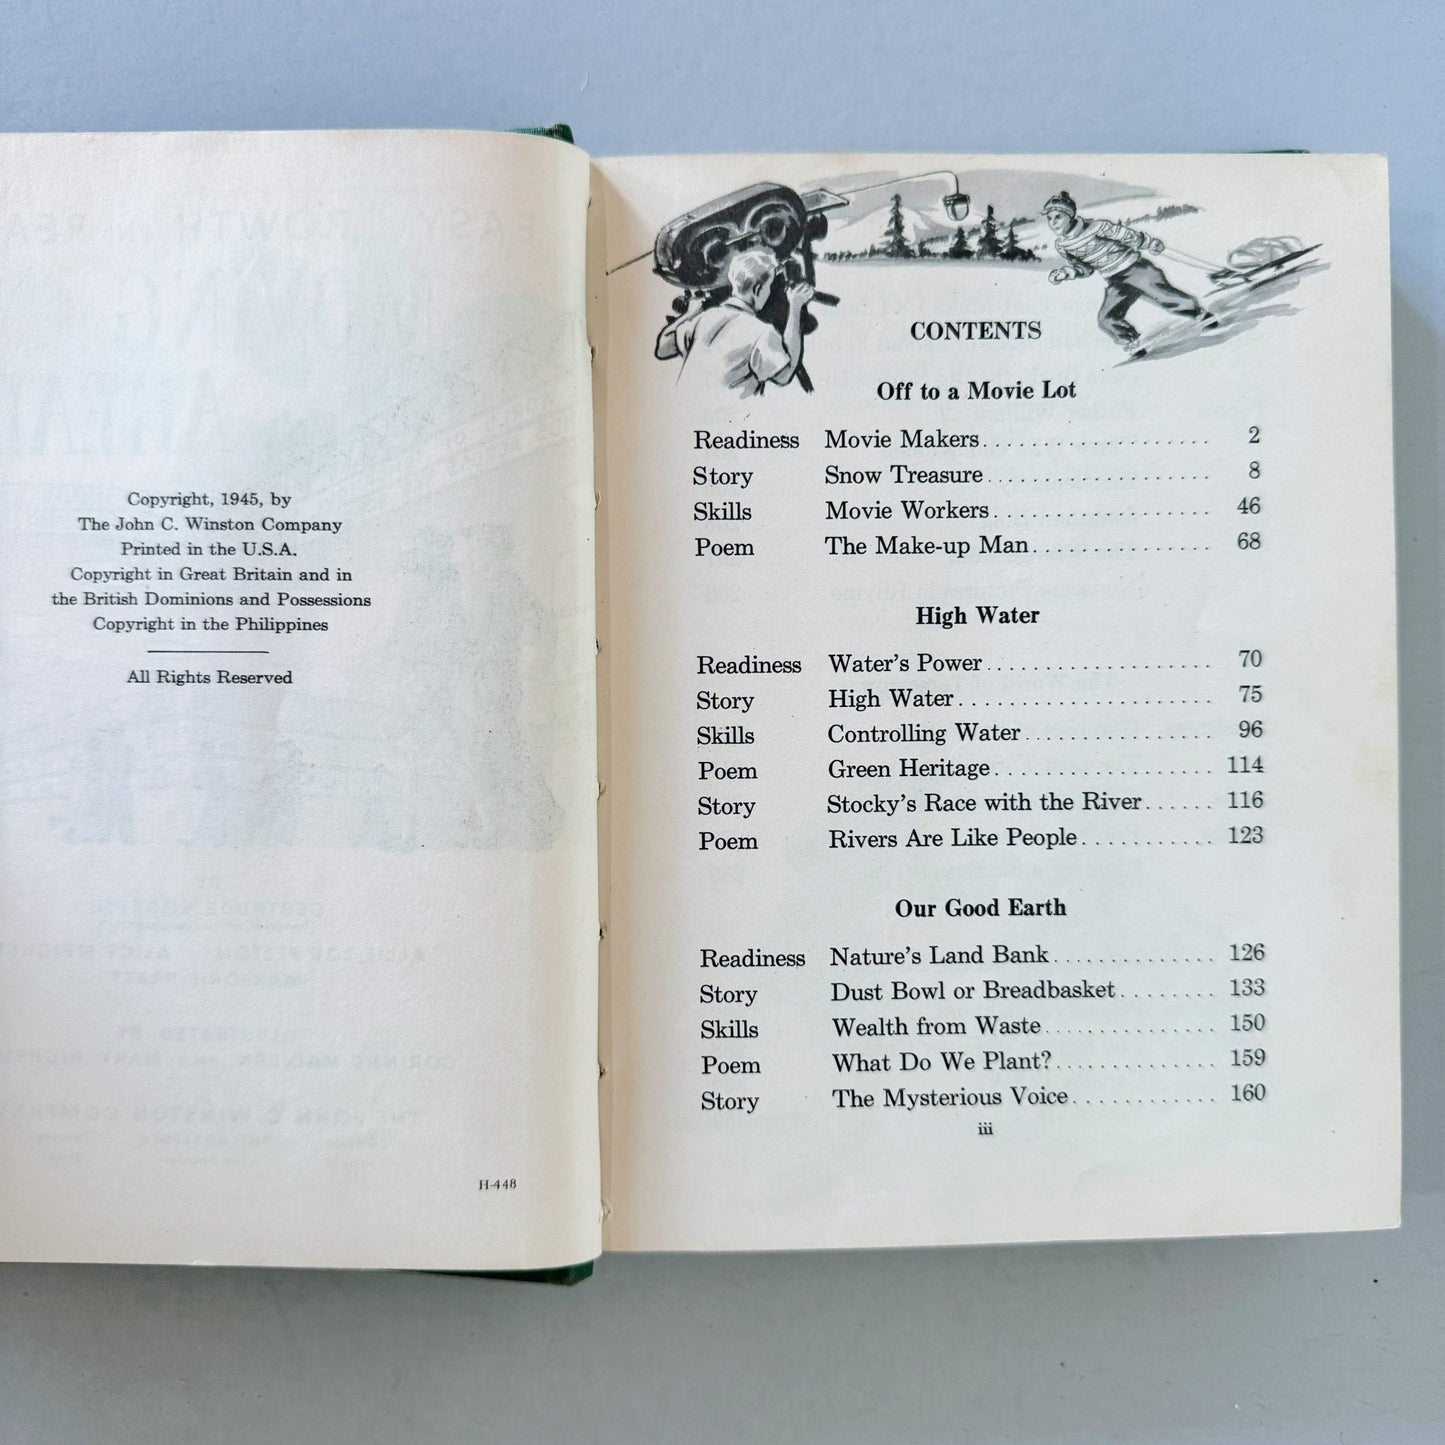 Copyright, 1945, by
The John C. Winston Company
Printed in the U.S.A.
Copyright in Great Britain and in
the British Dominions and Possessions
Copyright in the Philippines
All Rights Reserved
H-448
CONTENTS
Off to a Movie Lot
Readiness Movie Makers . . . . . . . . . . . . . . . . . . . 2
Story Snow Treasure . . . . . . . . . . . . . . . . . . . 8
Skills Movie Workers . . . . . . . . . . . . . . . . . . 46
Poem The Make-up Man . . . . . . . . . . . . . . . 68
High Water
Readiness Water's Power . . . . . . . . . . . . . . . . . . . 70
Story High Water . . . . . . . . . . . . . . . . . . . . . 75
Skills Controlling Water . . . . . . . . . . . . . . . . 96
Poem Green Heritage . . . . . . . . . . . . . . . . . . 114
Story Stocky's Race with the River . . . . . . 116
Poem Rivers Are Like People . . . . . . . . . . . 123
Our Good Earth
Readiness Nature's Land Bank . . . . . . . . . . . . . . 126
Story Dust Bowl or Breadbasket . . . . . . . . 133
Skills Wealth from Waste . . . . . . . . . . . . . . 150
Poem What Do We Plant? . . . . . . . . . . . . . 159
Story The Mysterious Voice . . . . . . . . . . . . 160
iii